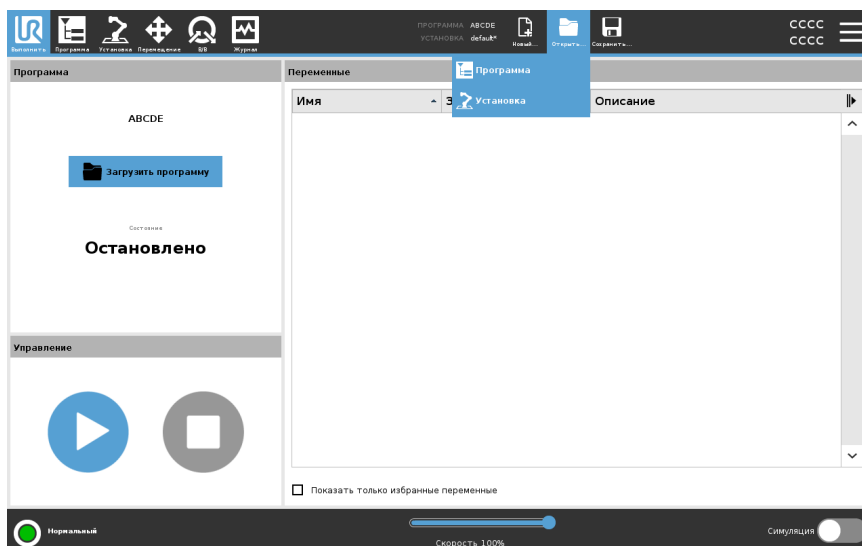 UR
Выполнить Программа Установка Перемещение В/В Журнал
ПРОГРАММА ABCDE
УСТАНОВКА default*
Новый... Открыть... Сохранить...
CCCC
CCCC
Программа
Установка
Программа
ABCDE
Загрузить программу
Состояние
Остановлено
Управление
Переменные
Имя З Описание
Показать только избранные переменные
Нормальный
Скорость 100%
Симуляция